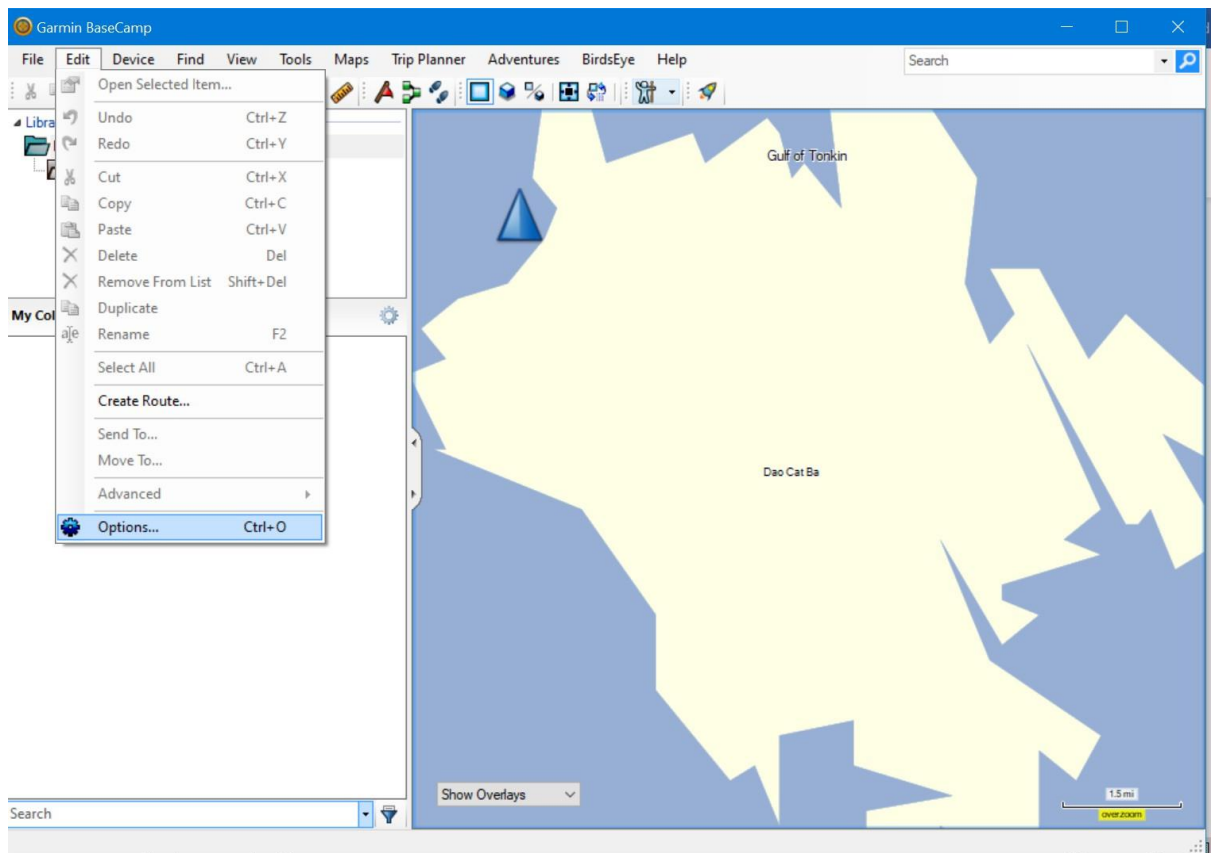 Garmin BaseCamp
File Edit Device Find View Tools Maps Trip Planner Adventures BirdsEye Help
Search
Open Selected Item...
Undo Ctrl+Z
Redo Ctrl+Y
Cut Ctrl+X
Copy Ctrl+C
Paste Ctrl+V
Delete Del
Remove From List Shift+Del
Duplicate
Rename F2
Select All Ctrl+A
Create Route...
Send To...
Move To...
Advanced
Options... Ctrl+O
Libra
My Col
Gulf of Tonkin
Dao Cat Ba
Show Overlays
1.5 mi
overzoom
Search